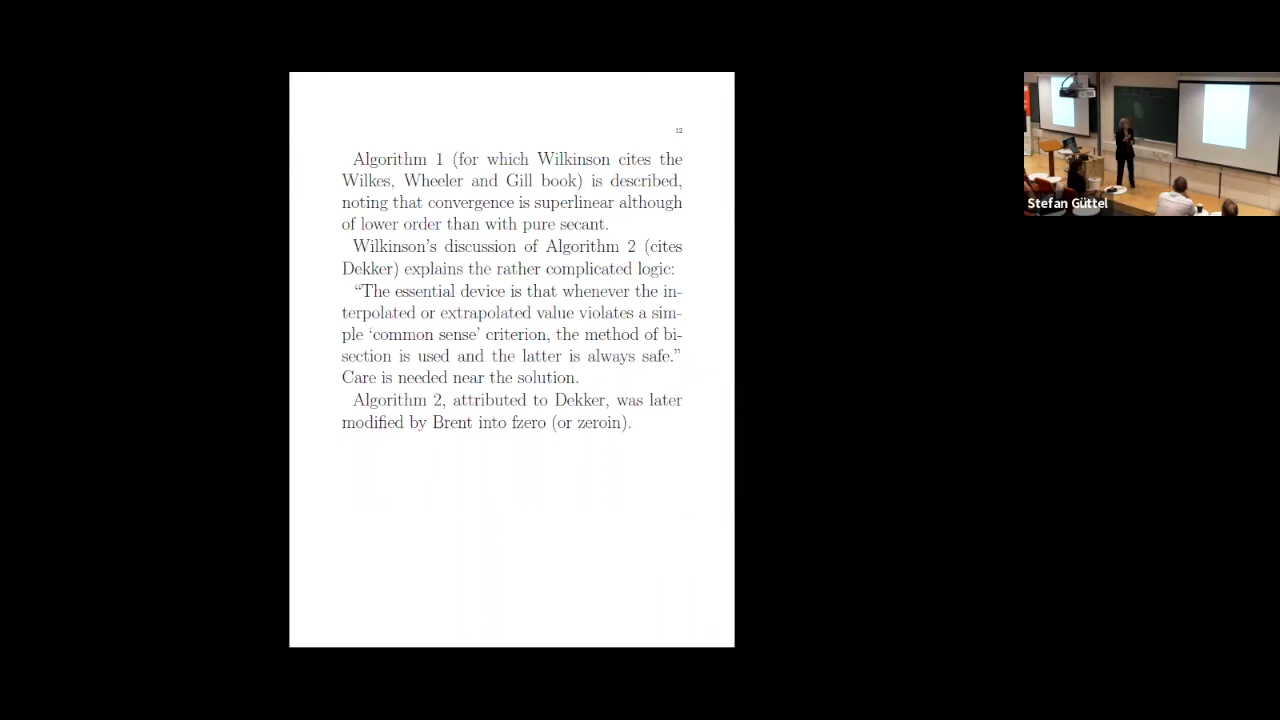 12
Algorithm 1 (for which Wilkinson cites the
Wilkes, Wheeler and Gill book) is described,
noting that convergence is superlinear although
of lower order than with pure secant.
Wilkinson's discussion of Algorithm 2 (cites
Dekker) explains the rather complicated logic:
“The essential device is that whenever the in-
terpolated or extrapolated value violates a sim-
ple ‘common sense’ criterion, the method of bi-
section is used and the latter is always safe.”
Care is needed near the solution.
Algorithm 2, attributed to Dekker, was later
modified by Brent into fzero (or zeroin).
Stefan Güttel